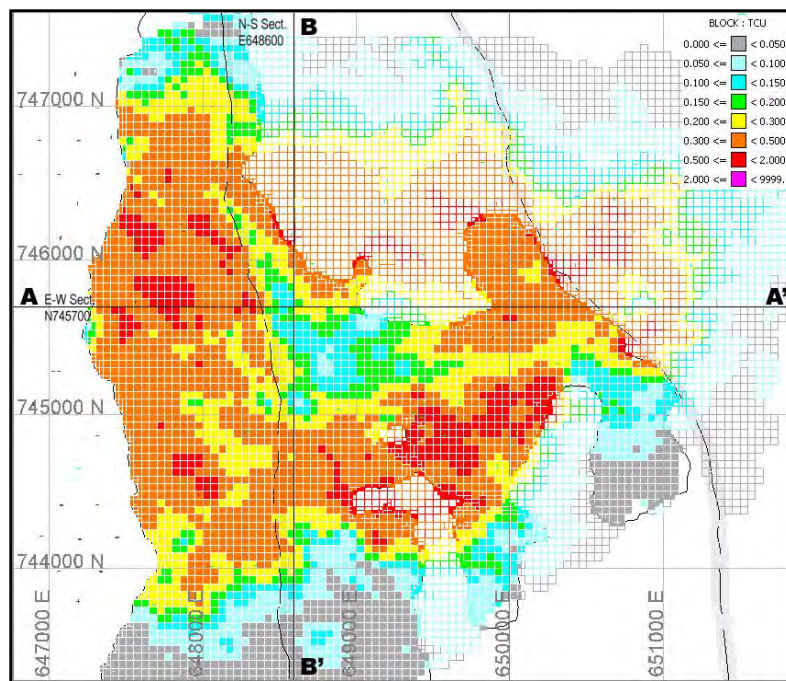 N-S Sect.
E648600
B
BLOCK : TCU
0.000 <= < 0.050
0.050 <= < 0.100
0.100 <= < 0.150
0.150 <= < 0.200
0.200 <= < 0.300
0.300 <= < 0.500
0.500 <= < 2.000
2.000 <= < 9999.
747000 N
746000 N
A
E-W Sect.
N745700
A'
745000 N
744000 N
647000 E
648000 E
649000 E
650000 E
651000 E
B'